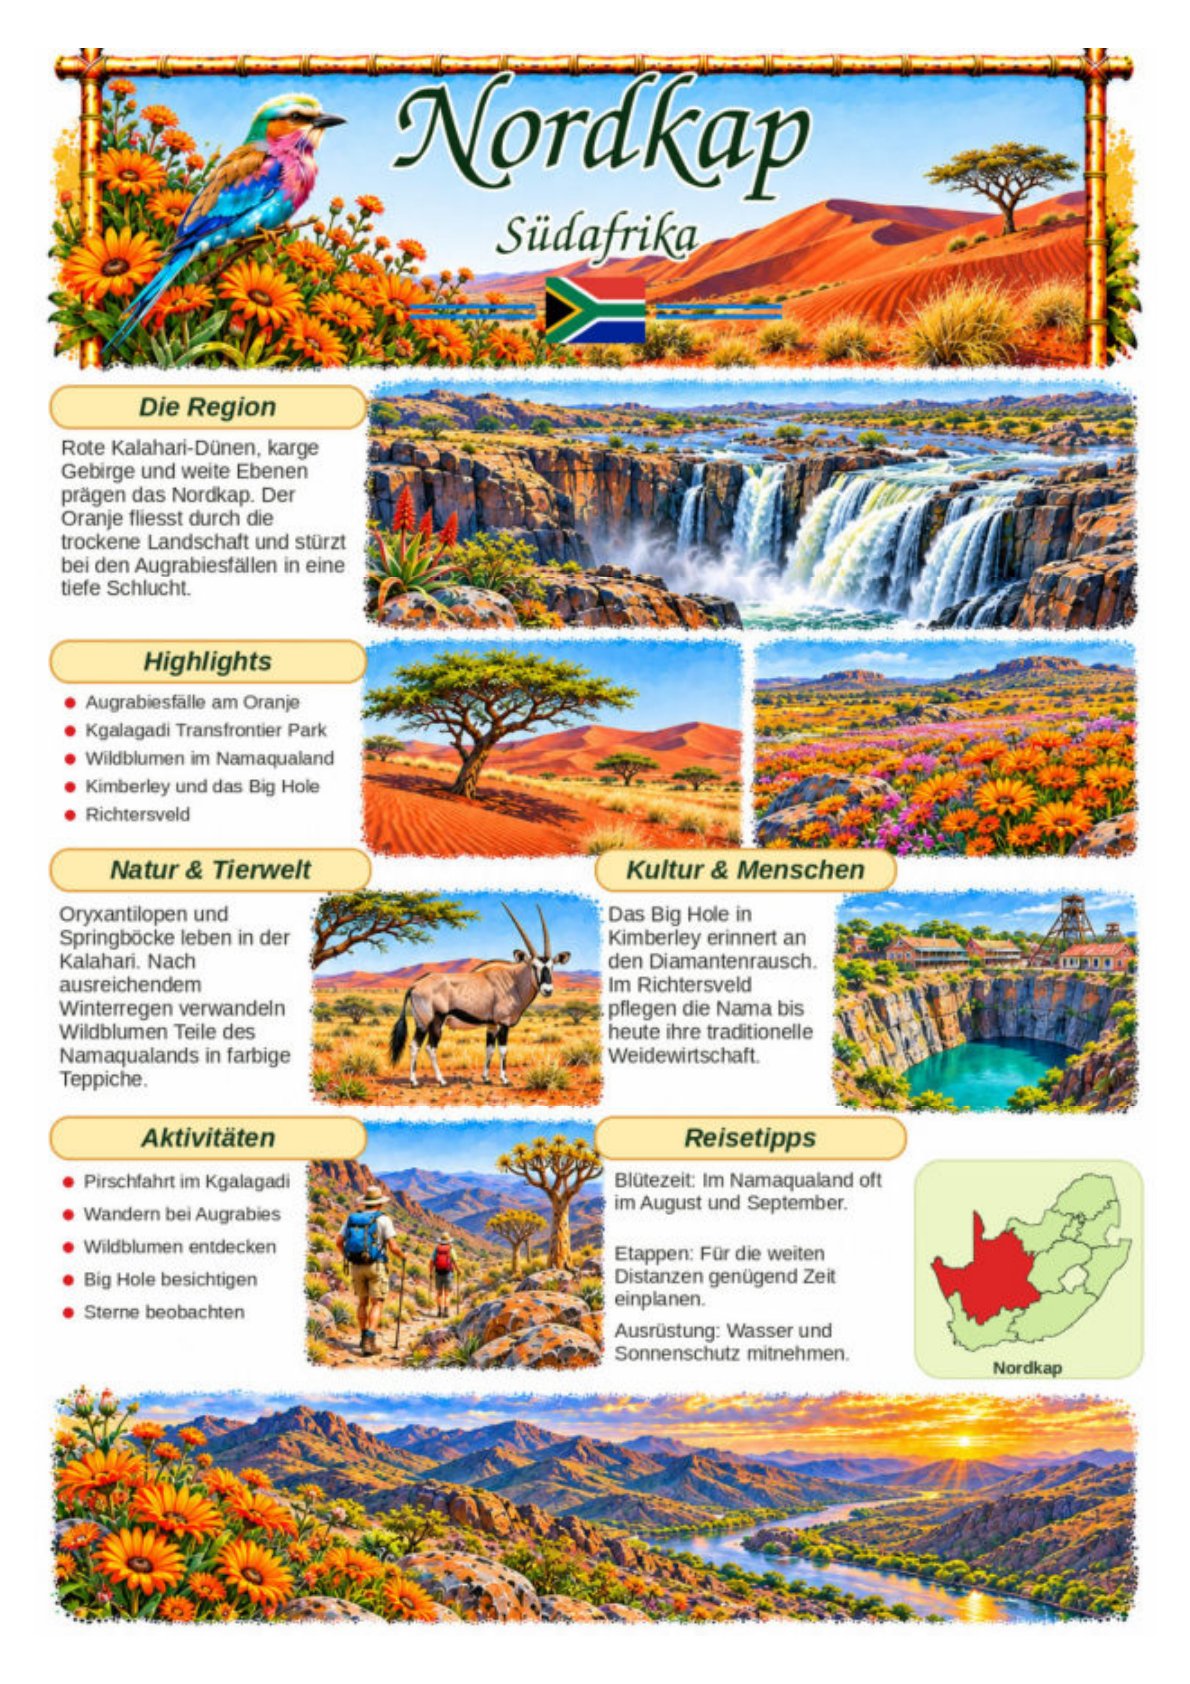 Nordkap
Südafrika
Die Region
Rote Kalahari-Dünen, karge
Gebirge und weite Ebenen
prägen das Nordkap. Der
Oranje fliesst durch die
trockene Landschaft und stürzt
bei den Augrabiesfällen in eine
tiefe Schlucht.
Highlights
Augrabiesfälle am Oranje
Kgalagadi Transfrontier Park
Wildblumen im Namaqualand
Kimberley und das Big Hole
Richtersveld
Natur & Tierwelt
Oryxantilopen und
Springböcke leben in der
Kalahari. Nach
ausreichendem
Winterregen verwandeln
Wildblumen Teile des
Namaqualands in farbige
Teppiche.
Kultur & Menschen
Das Big Hole in
Kimberley erinnert an
den Diamantenrausch.
Im Richtersveld
pflegen die Nama bis
heute ihre traditionelle
Weidewirtschaft.
Aktivitäten
Pirschfahrt im Kgalagadi
Wandern bei Augrabies
Wildblumen entdecken
Big Hole besichtigen
Sterne beobachten
Reisetipps
Blütezeit: Im Namaqualand oft
im August und September.
Etappen: Für die weiten
Distanzen genügend Zeit
einplanen.
Ausrüstung: Wasser und
Sonnenschutz mitnehmen.
Nordkap